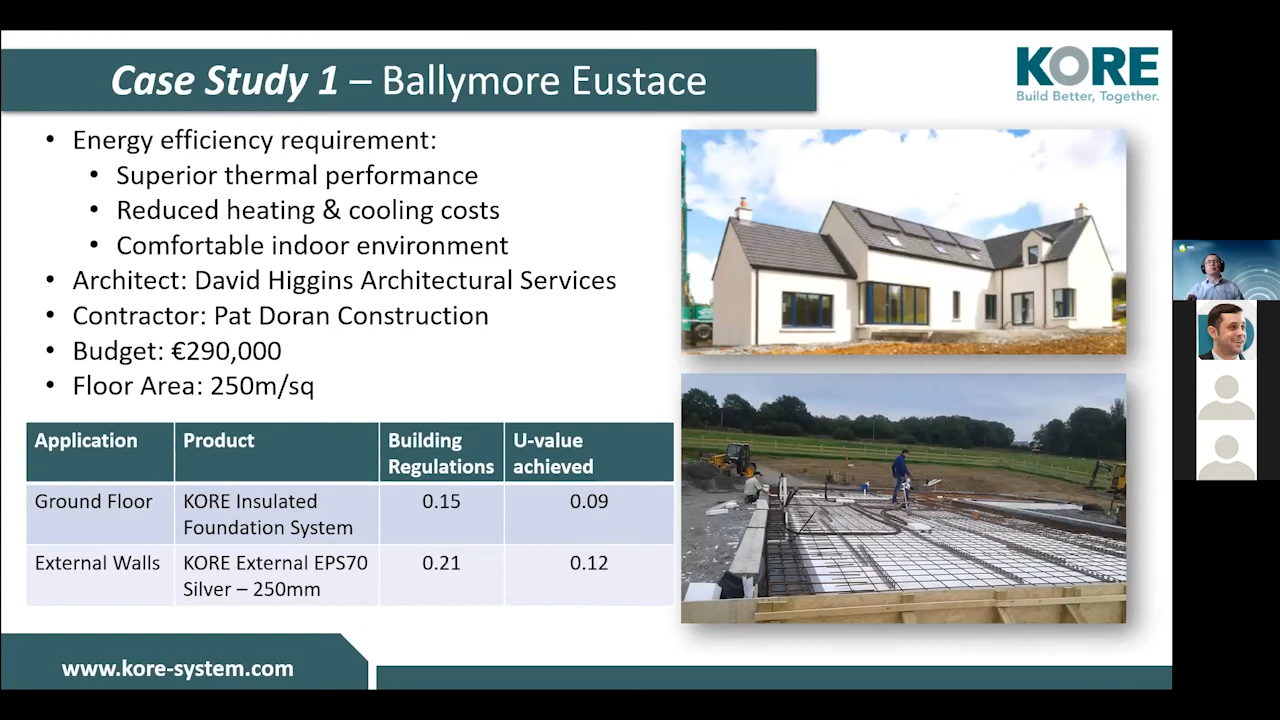 Case Study 1 – Ballymore Eustace
KORE
Build Better, Together.
• Energy efficiency requirement:
• Superior thermal performance
• Reduced heating & cooling costs
• Comfortable indoor environment
• Architect: David Higgins Architectural Services
• Contractor: Pat Doran Construction
• Budget: €290,000
• Floor Area: 250m/sq
Application Product Building Regulations U-value achieved
Ground Floor KORE Insulated Foundation System 0.15 0.09
External Walls KORE External EPS70 Silver – 250mm 0.21 0.12
www.kore-system.com